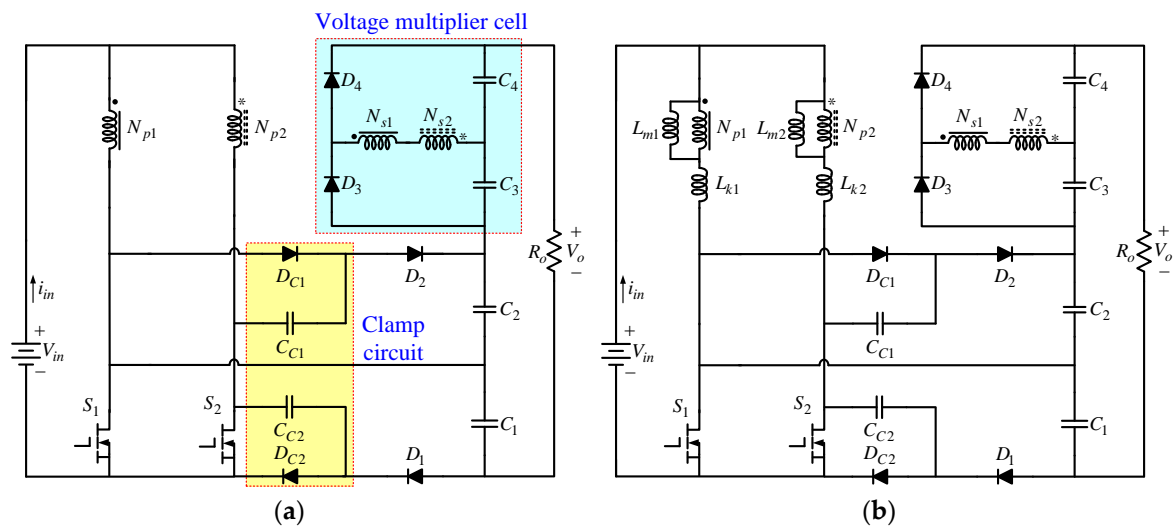 Voltage multiplier cell
D4
C4
Np1
* Np2
Ns1
Ns2
*
D3
C3
DC1
D2
Ro
+
Vo
−
iin
C2
CC1
Clamp
circuit
+
Vin
−
S1
S2
CC2
C1
DC2
D1
(a)
D4
C4
Lm1
Np1
Lm2
*
Np2
Ns1
Ns2
*
D3
C3
Lk1
Lk2
DC1
D2
Ro
+
Vo
−
iin
C2
CC1
+
Vin
−
S1
S2
CC2
C1
DC2
D1
(b)